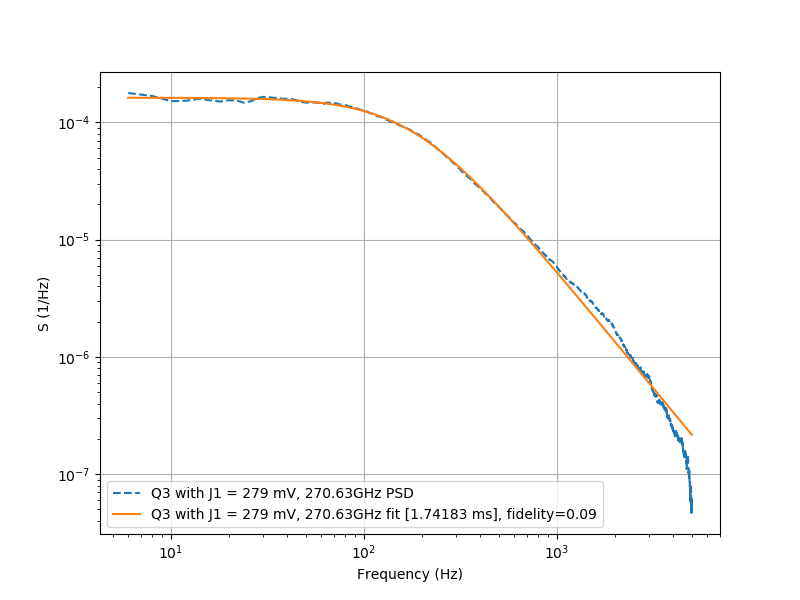 10⁻⁴
10⁻⁵
10⁻⁶
10⁻⁷
S (1/Hz)
Q3 with J1 = 279 mV, 270.63GHz PSD
Q3 with J1 = 279 mV, 270.63GHz fit [1.74183 ms], fidelity=0.09
10¹ 10² 10³
Frequency (Hz)